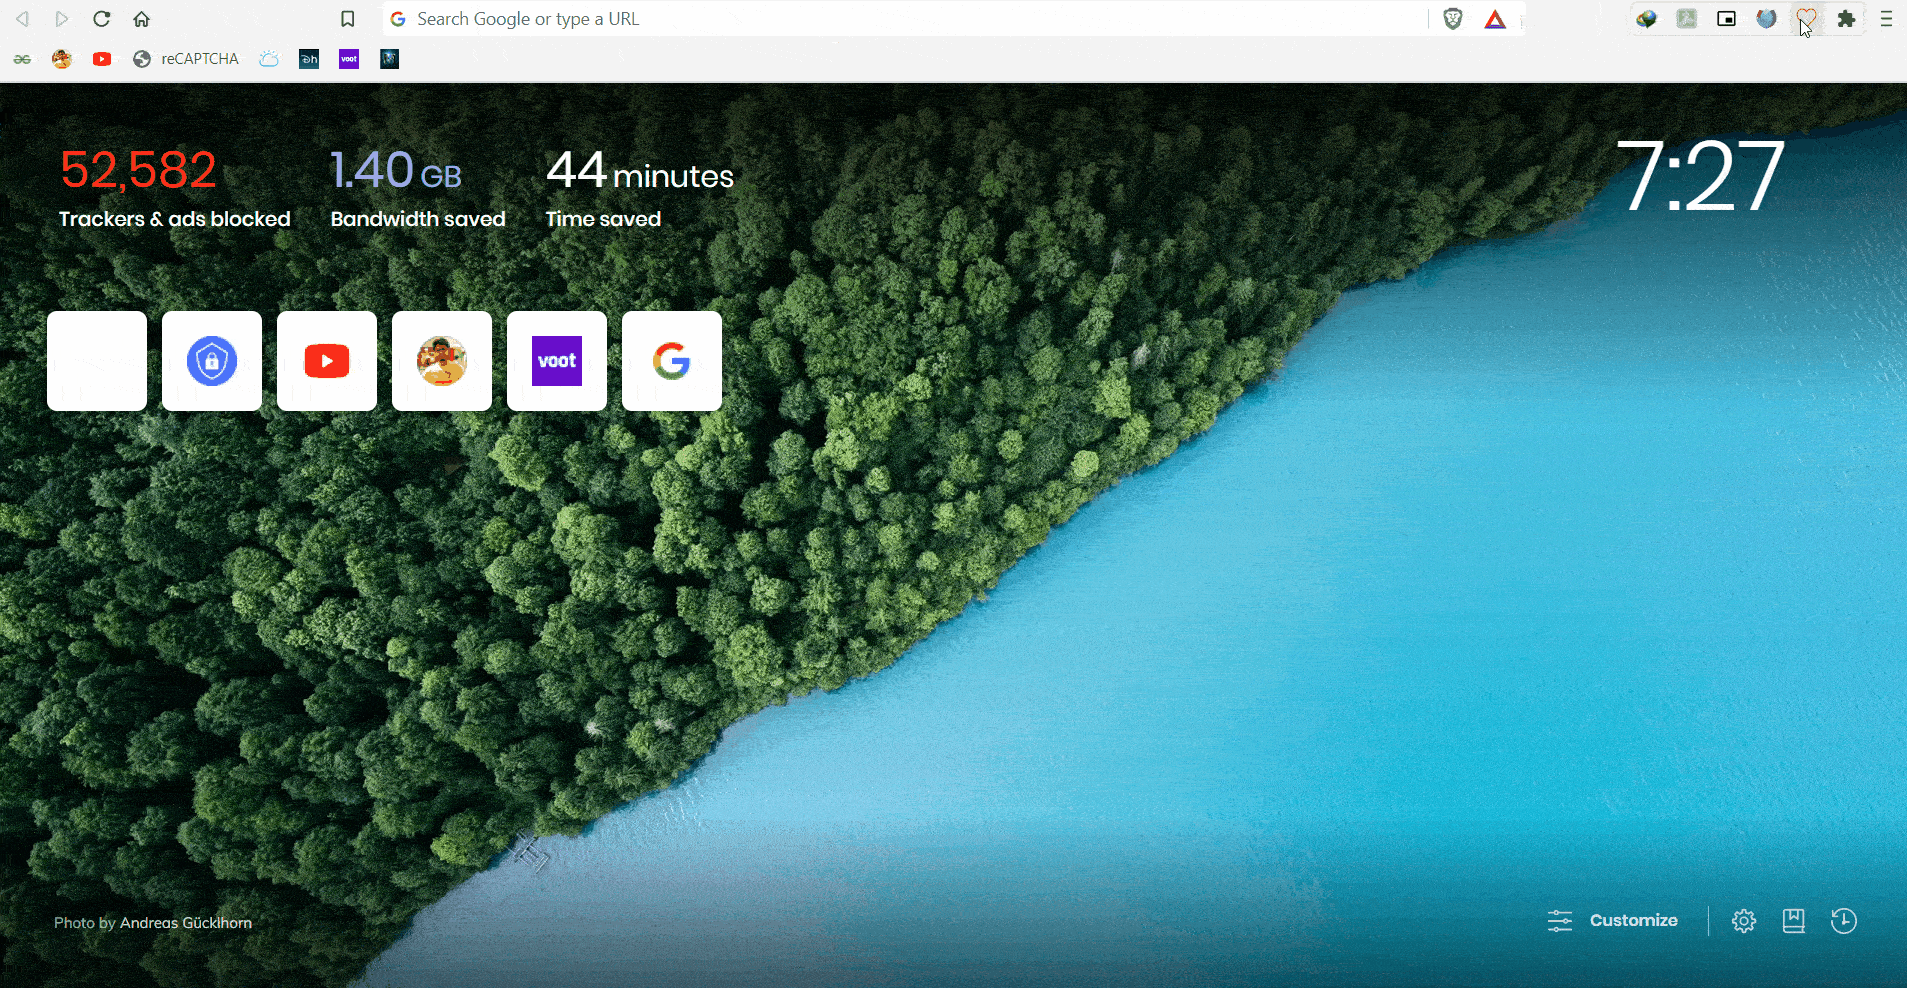 Search Google or type a URL
reCAPTCHA
voot
52,582
Trackers & ads blocked
1.40 GB
Bandwidth saved
44 minutes
Time saved
7:27
voot
Photo by Andreas Gücklhorn
Customize